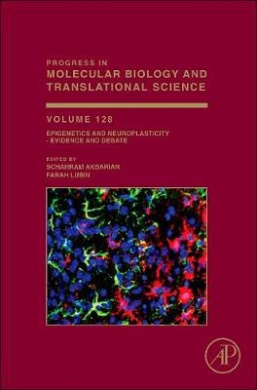 PROGRESS IN
MOLECULAR BIOLOGY AND
TRANSLATIONAL SCIENCE
VOLUME 128
EPIGENETICS AND NEUROPLASTICITY
- EVIDENCE AND DEBATE
EDITED BY
SCHAHRAM AKBARIAN
FARAH LUBIN
AP